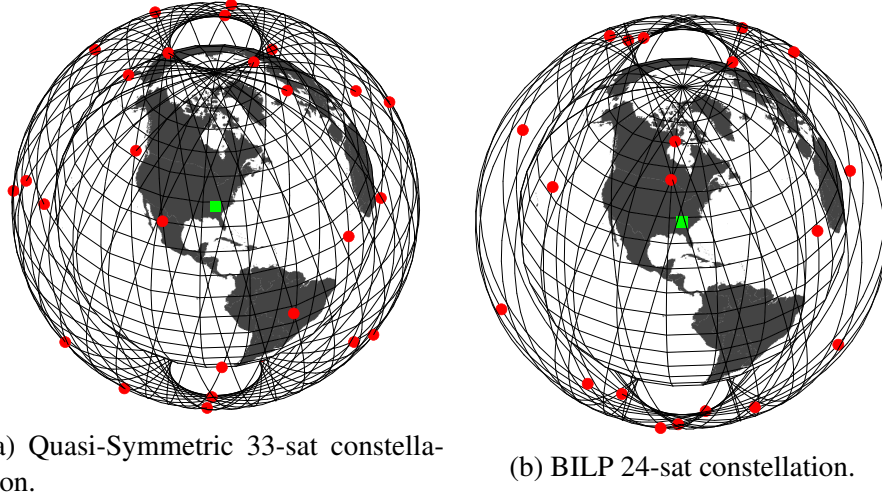 a) Quasi-Symmetric 33-sat constella-
on.
(b) BILP 24-sat constellation.